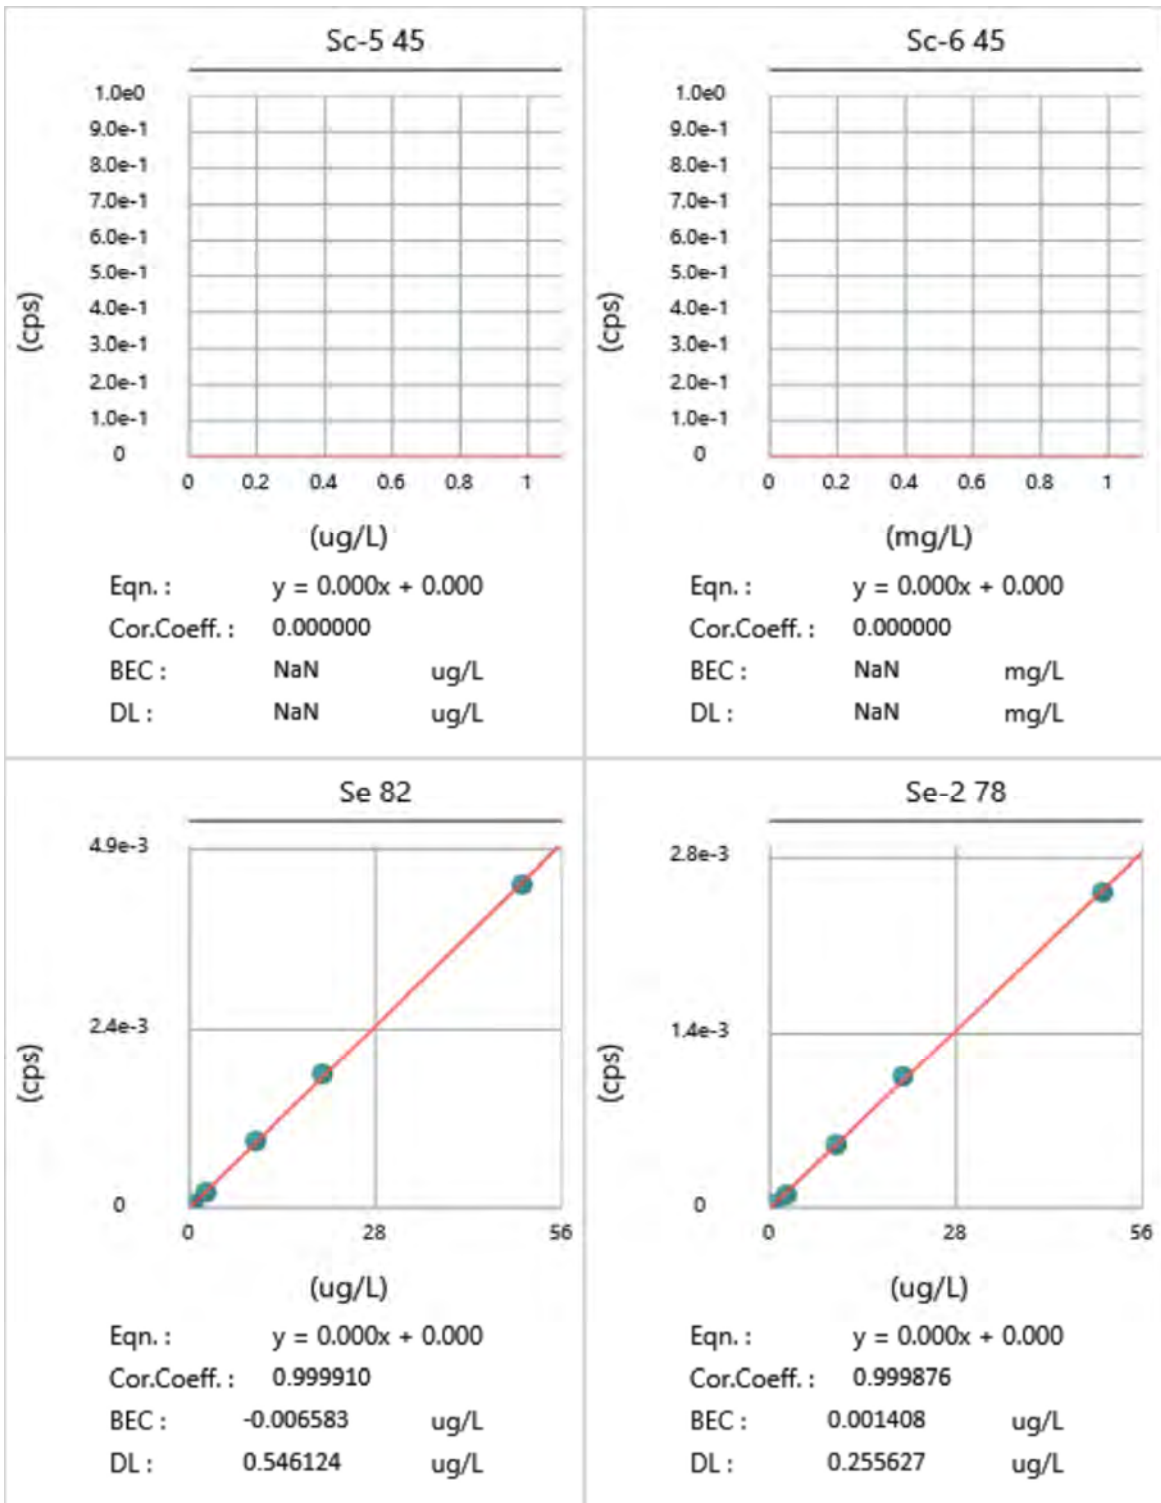 Sc-5 45
1.0e0
9.0e-1
8.0e-1
7.0e-1
6.0e-1
5.0e-1
4.0e-1
3.0e-1
2.0e-1
1.0e-1
0
(cps)
0 0.2 0.4 0.6 0.8 1
(ug/L)
Eqn. : y = 0.000x + 0.000
Cor.Coeff. : 0.000000
BEC : NaN ug/L
DL : NaN ug/L
Sc-6 45
1.0e0
9.0e-1
8.0e-1
7.0e-1
6.0e-1
5.0e-1
4.0e-1
3.0e-1
2.0e-1
1.0e-1
0
(cps)
0 0.2 0.4 0.6 0.8 1
(mg/L)
Eqn. : y = 0.000x + 0.000
Cor.Coeff. : 0.000000
BEC : NaN mg/L
DL : NaN mg/L
Se 82
4.9e-3
2.4e-3
0
(cps)
0 28 56
(ug/L)
Eqn. : y = 0.000x + 0.000
Cor.Coeff. : 0.999910
BEC : -0.006583 ug/L
DL : 0.546124 ug/L
Se-2 78
2.8e-3
1.4e-3
0
(cps)
0 28 56
(ug/L)
Eqn. : y = 0.000x + 0.000
Cor.Coeff. : 0.999876
BEC : 0.001408 ug/L
DL : 0.255627 ug/L